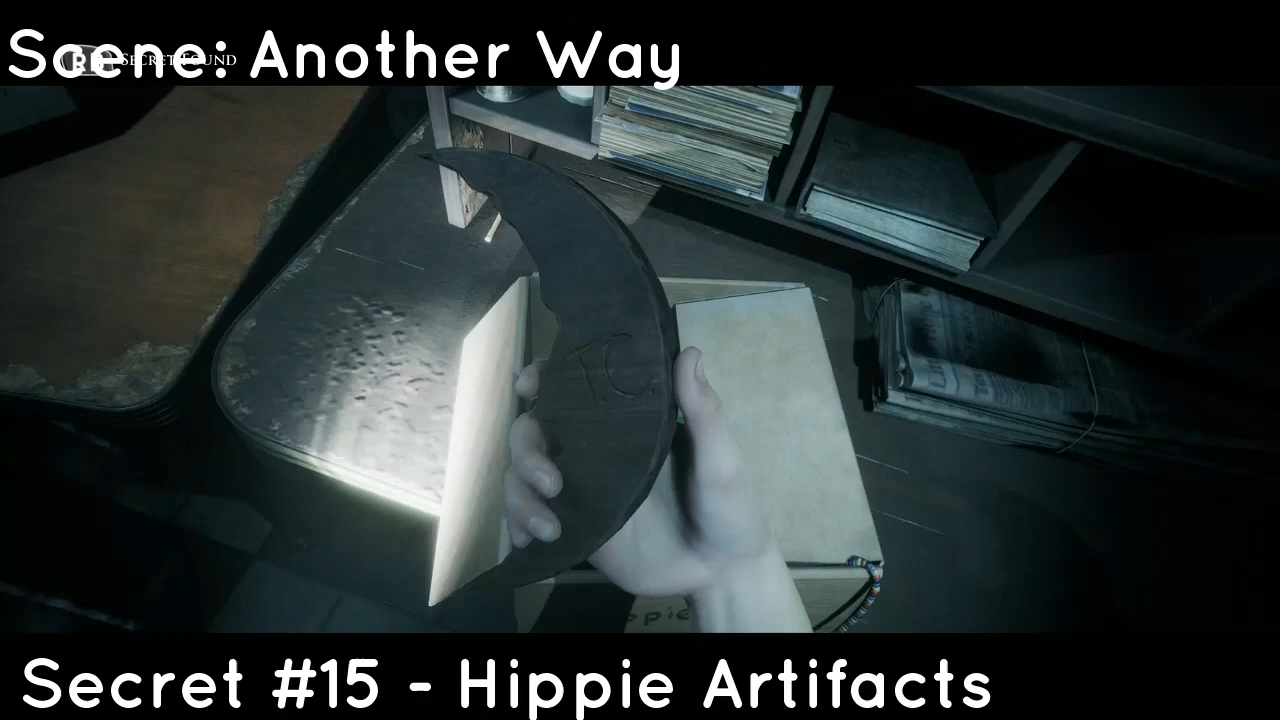 Scene: Another Way
SECRET FOUND
T.C.
Secret #15 - Hippie Artifacts